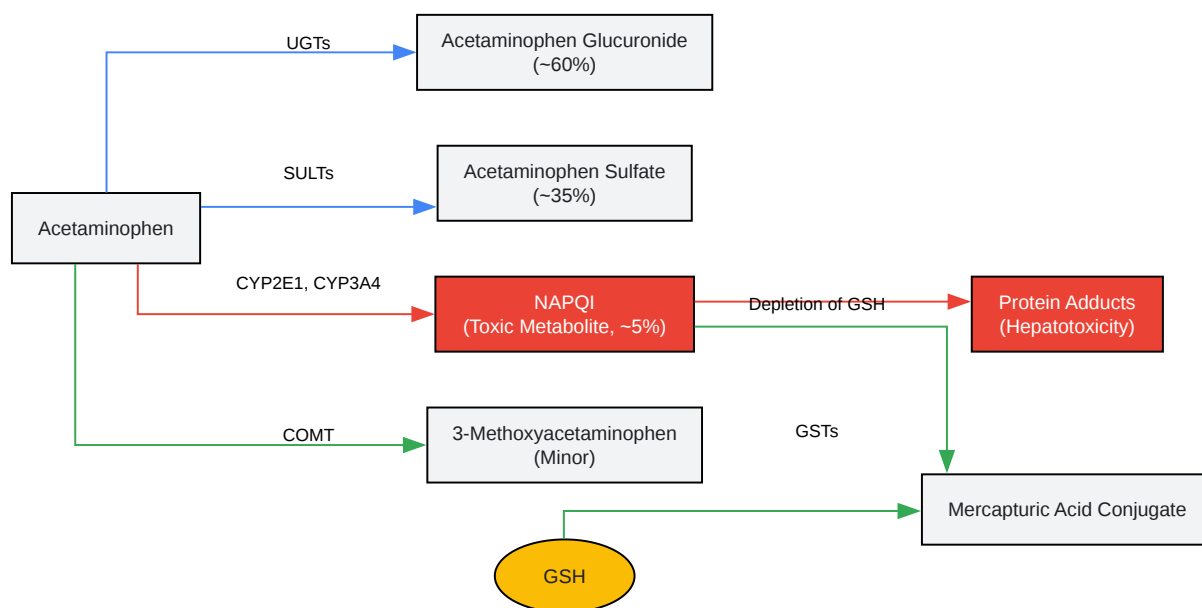 UGTs
Acetaminophen Glucuronide
(~60%)
SULTs
Acetaminophen Sulfate
(~35%)
Acetaminophen
CYP2E1, CYP3A4
NAPQI
(Toxic Metabolite, ~5%)
Depletion of GSH
Protein Adducts
(Hepatotoxicity)
COMT
3-Methoxyacetaminophen
(Minor)
GSTs
Mercapturic Acid Conjugate
GSH